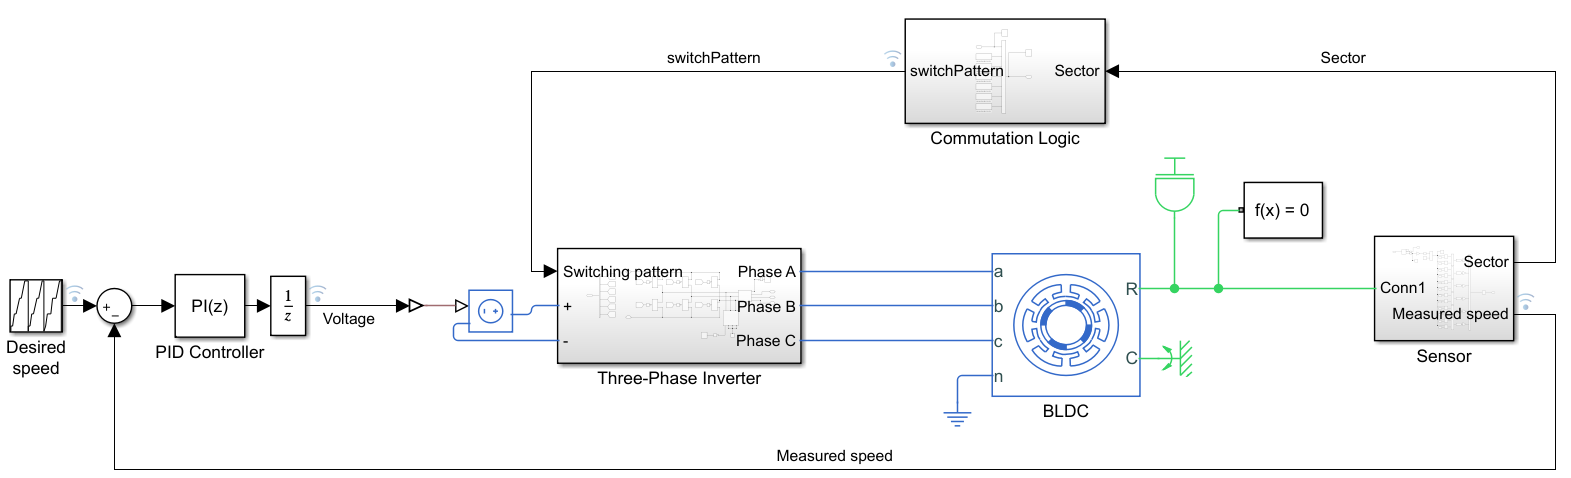 switchPattern
switchPattern
Sector
Sector
Commutation Logic
f(x) = 0
Switching pattern
+
-
Phase A
Phase B
Phase C
Three-Phase Inverter
a
b
c
n
R
C
BLDC
Conn1
Sector
Measured speed
Sensor
Desired
speed
+
−
PI(z)
PID Controller
1
z
Voltage
Measured speed